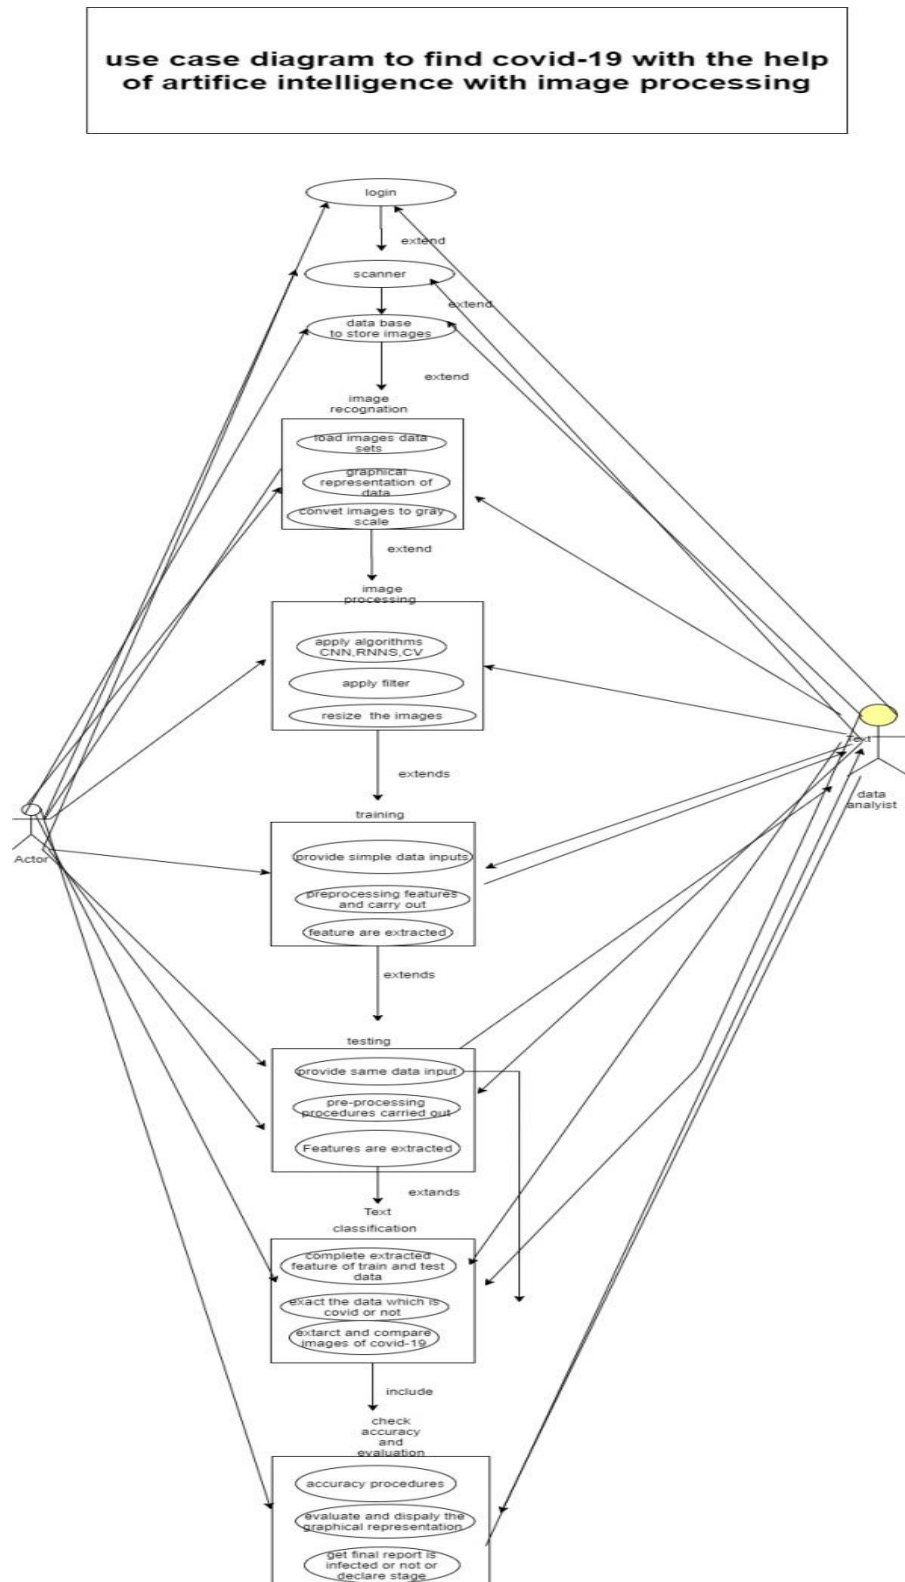 use case diagram to find covid-19 with the help
of artifice intelligence with image processing
login
extend
scanner
extend
data base
to store images
extend
image
recognation
load images data
sets
graphical
representation of
data
convet images to gray
scale
extend
image
processing
apply algorithms
CNN,RNNS,CV
apply filter
resize the images
Text
data
analyist
extends
training
Actor
provide simple data inputs
preprocessing features
and carry out
feature are extracted
extends
testing
provide same data input
pre-processing
procedures carried out
Features are extracted
extands
Text
classification
complete extracted
feature of train and test
data
exact the data which is
covid or not
extarct and compare
images of covid-19
include
check
accuracy
and
evaluation
accuracy procedures
evaluate and dispaly the
graphical representation
get final report is
infected or not or
declare stage